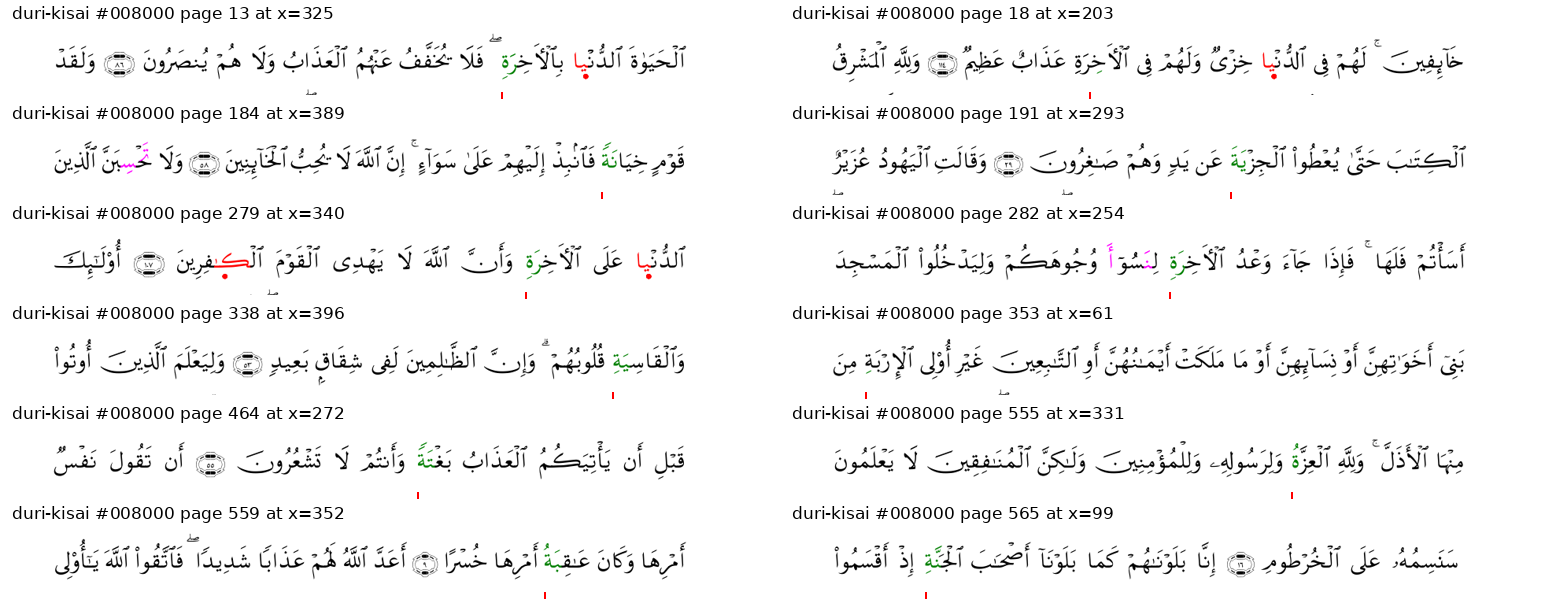 duri-kisai #008000 page 13 at x=325
ٱلۡحَيَوٰةَ ٱلدُّنۡيا بِٱلۡأٓخِرَةِۖ فَلَا يُخَفَّفُ عَنۡهُمُ ٱلۡعَذَابُ وَلَا هُمۡ يُنصَرُونَ ٨٦ وَلَقَدۡ
duri-kisai #008000 page 18 at x=203
خَآئِفِينَۚ لَهُمۡ فِي ٱلدُّنۡيا خِزۡيٞ وَلَهُمۡ فِي ٱلۡأٓخِرَةِ عَذَابٌ عَظِيمٞ ١١٤ وَلِلَّهِ ٱلۡمَشۡرِقُ
duri-kisai #008000 page 184 at x=389
قَوۡمٍ خِيَانَةٗ فَٱنۢبِذۡ إِلَيۡهِمۡ عَلَىٰ سَوَآءٍۚ إِنَّ ٱللَّهَ لَا يُحِبُّ ٱلۡخَآئِنِينَ ٥٨ وَلَا تَحۡسِبَنَّ ٱلَّذِينَ
duri-kisai #008000 page 191 at x=293
ٱلۡكِتَٰبَ حَتَّىٰ يُعۡطُواْ ٱلۡجِزۡيَةَ عَن يَدٖ وَهُمۡ صَٰغِرُونَ ٢٩ وَقَالَتِ ٱلۡيَهُودُ عُزَيۡرٌ
duri-kisai #008000 page 279 at x=340
ٱلدُّنۡيا عَلَى ٱلۡأٓخِرَةِ وَأَنَّ ٱللَّهَ لَا يَهۡدِي ٱلۡقَوۡمَ ٱلۡكَٰفِرِينَ ١٠٧ أُوْلَٰٓئِكَ
duri-kisai #008000 page 282 at x=254
أَسَأۡتُمۡ فَلَهَاۚ فَإِذَا جَآءَ وَعۡدُ ٱلۡأٓخِرَةِ لِنَسُوٓأَ وُجُوهَكُمۡ وَلِيَدۡخُلُواْ ٱلۡمَسۡجِدَ
duri-kisai #008000 page 338 at x=396
وَٱلۡقَاسِيَةِ قُلُوبُهُمۡۗ وَإِنَّ ٱلظَّٰلِمِينَ لَفِي شِقَاقِۭ بَعِيدٖ ٥٣ وَلِيَعۡلَمَ ٱلَّذِينَ أُوتُواْ
duri-kisai #008000 page 353 at x=61
بَنِيٓ أَخَوَٰتِهِنَّ أَوۡ نِسَآئِهِنَّ أَوۡ مَا مَلَكَتۡ أَيۡمَٰنُهُنَّ أَوِ ٱلتَّٰبِعِينَ غَيۡرِ أُوْلِي ٱلۡإِرۡبَةِ مِنَ
duri-kisai #008000 page 464 at x=272
قَبۡلِ أَن يَأۡتِيَكُمُ ٱلۡعَذَابُ بَغۡتَةٗ وَأَنتُمۡ لَا تَشۡعُرُونَ ٥٥ أَن تَقُولَ نَفۡسٞ
duri-kisai #008000 page 555 at x=331
مِنۡهَا ٱلۡأَذَلَّۚ وَلِلَّهِ ٱلۡعِزَّةُ وَلِرَسُولِهِۦ وَلِلۡمُؤۡمِنِينَ وَلَٰكِنَّ ٱلۡمُنَٰفِقِينَ لَا يَعۡلَمُونَ
duri-kisai #008000 page 559 at x=352
أَمۡرِهَا وَكَانَ عَٰقِبَةُ أَمۡرِهَا خُسۡرًا ٩ أَعَدَّ ٱللَّهُ لَهُمۡ عَذَابٗا شَدِيدٗاۖ فَٱتَّقُواْ ٱللَّهَ يَٰٓأُوْلِي
duri-kisai #008000 page 565 at x=99
سَنَسِمُهُۥ عَلَى ٱلۡخُرۡطُومِ ١٦ إِنَّا بَلَوۡنَٰهُمۡ كَمَا بَلَوۡنَآ أَصۡحَٰبَ ٱلۡجَنَّةِ إِذۡ أَقۡسَمُواْ